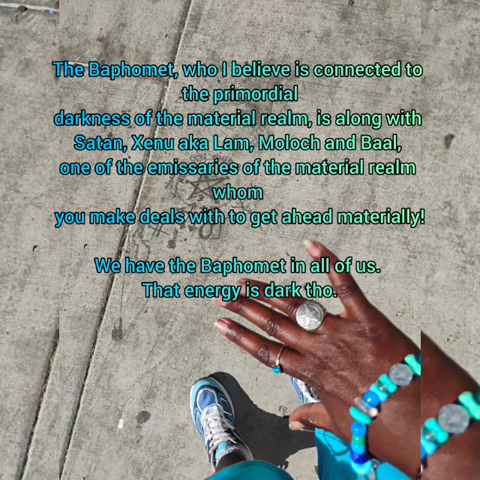 The Baphomet, who I believe is connected to
the primordial
darkness of the material realm, is along with
Satan, Xenu aka Lam, Moloch and Baal,
one of the emissaries of the material realm
whom
you make deals with to get ahead materially!
We have the Baphomet in all of us.
That energy is dark tho.